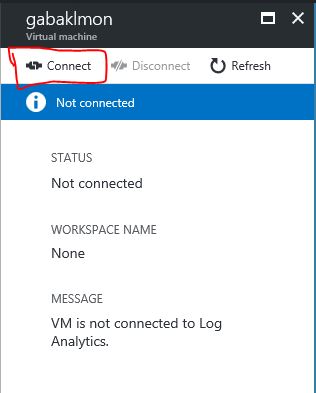 gabaklmon
Virtual machine
Connect Disconnect Refresh
Not connected
STATUS
Not connected
WORKSPACE NAME
None
MESSAGE
VM is not connected to Log
Analytics.